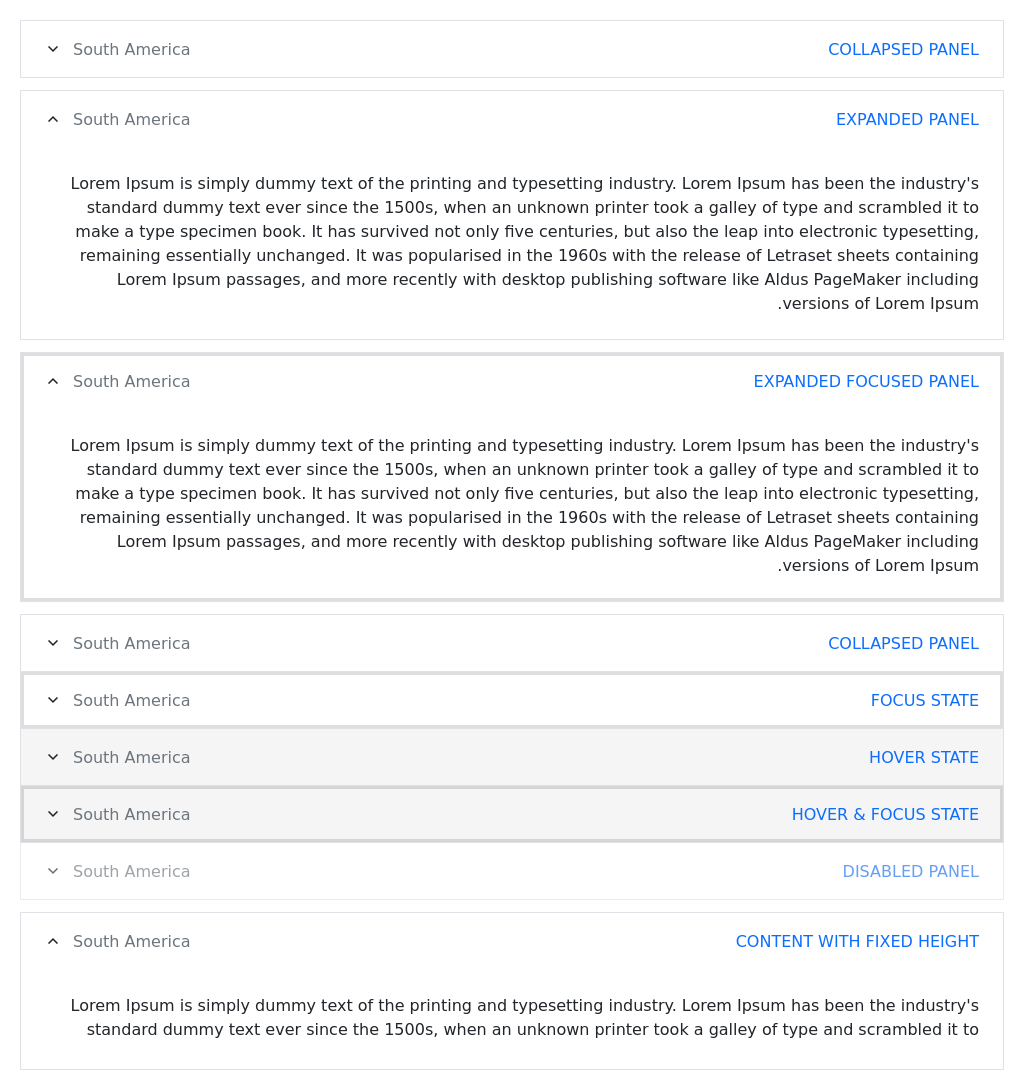 COLLAPSED PANEL South America
EXPANDED PANEL South America
Lorem Ipsum is simply dummy text of the printing and typesetting industry. Lorem Ipsum has been the industry's
standard dummy text ever since the 1500s, when an unknown printer took a galley of type and scrambled it to
make a type specimen book. It has survived not only five centuries, but also the leap into electronic typesetting,
remaining essentially unchanged. It was popularised in the 1960s with the release of Letraset sheets containing
Lorem Ipsum passages, and more recently with desktop publishing software like Aldus PageMaker including
.versions of Lorem Ipsum
EXPANDED FOCUSED PANEL South America
Lorem Ipsum is simply dummy text of the printing and typesetting industry. Lorem Ipsum has been the industry's
standard dummy text ever since the 1500s, when an unknown printer took a galley of type and scrambled it to
make a type specimen book. It has survived not only five centuries, but also the leap into electronic typesetting,
remaining essentially unchanged. It was popularised in the 1960s with the release of Letraset sheets containing
Lorem Ipsum passages, and more recently with desktop publishing software like Aldus PageMaker including
.versions of Lorem Ipsum
COLLAPSED PANEL South America
FOCUS STATE South America
HOVER STATE South America
HOVER & FOCUS STATE South America
DISABLED PANEL South America
CONTENT WITH FIXED HEIGHT South America
Lorem Ipsum is simply dummy text of the printing and typesetting industry. Lorem Ipsum has been the industry's
standard dummy text ever since the 1500s, when an unknown printer took a galley of type and scrambled it to